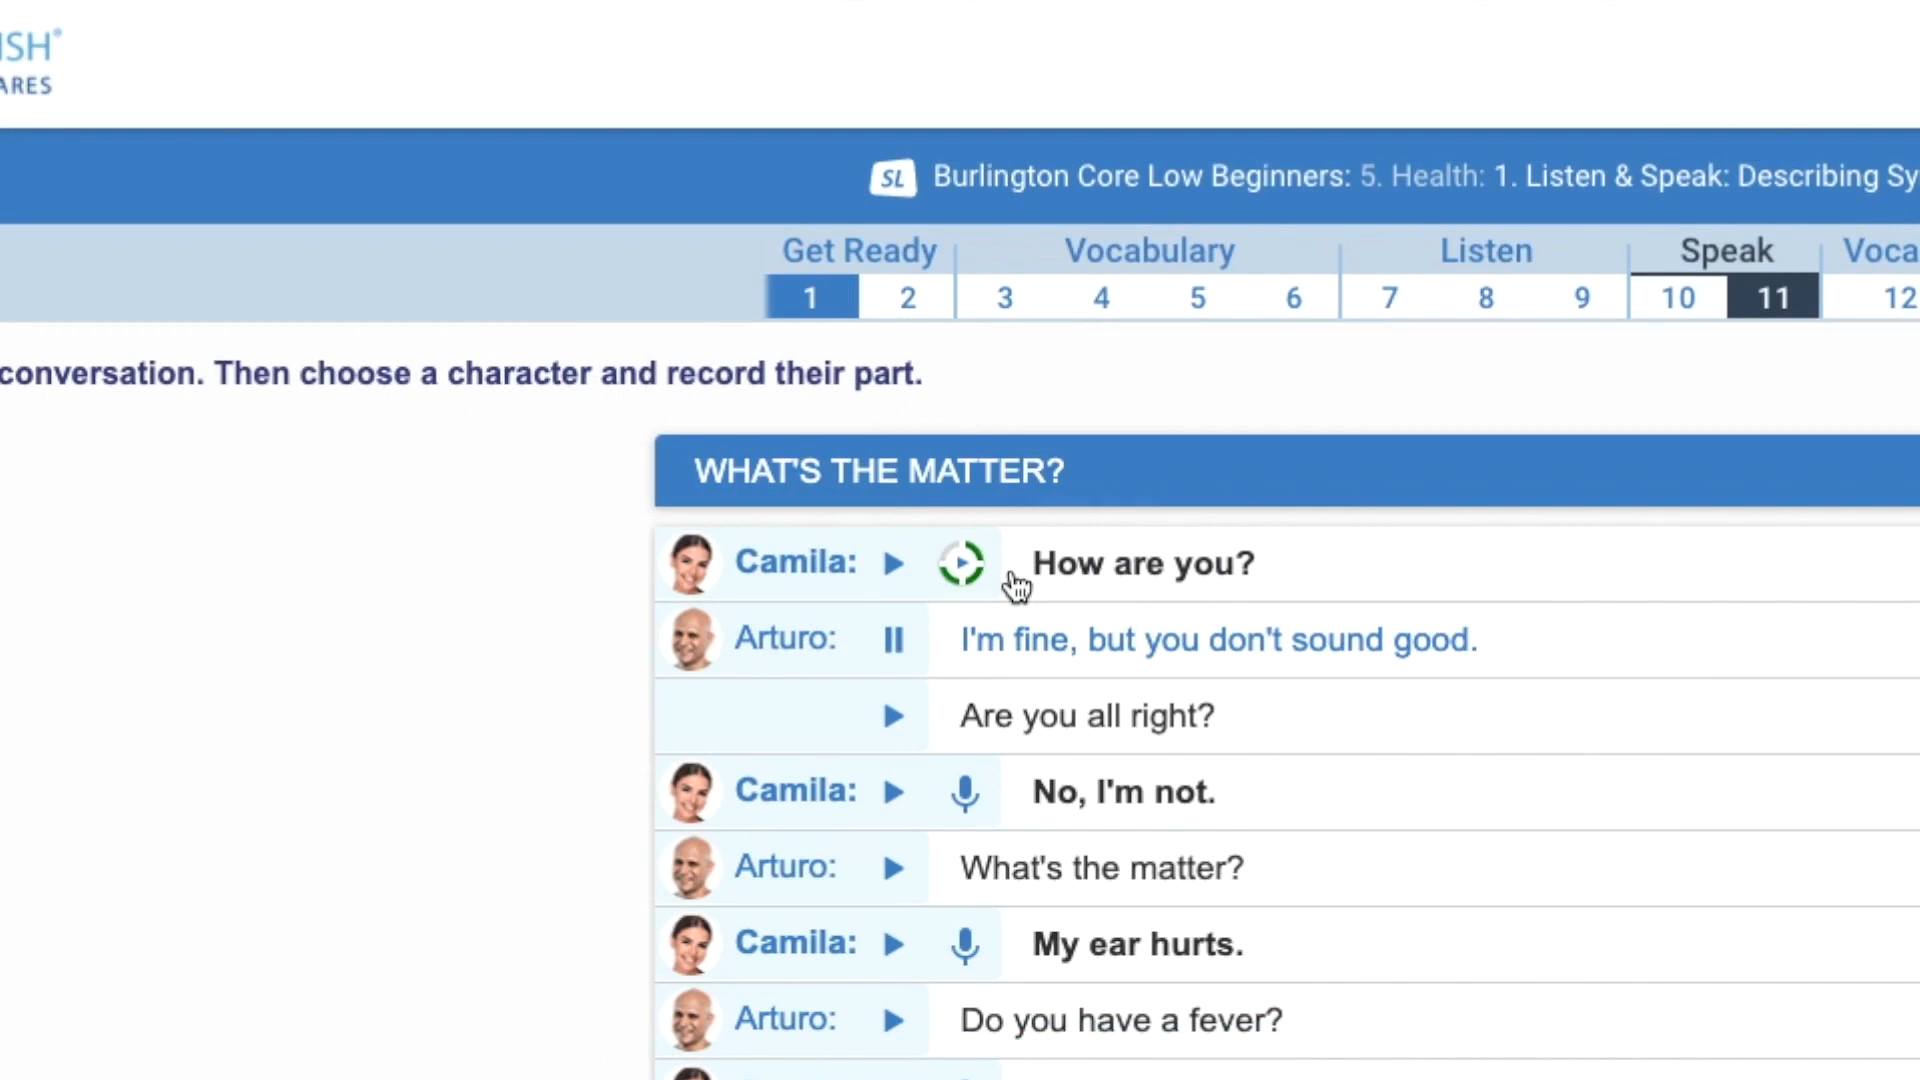 ISH®
ARES
SL Burlington Core Low Beginners: 5. Health: 1. Listen & Speak: Describing Sy
Get Ready Vocabulary Listen Speak Voca
1 2 3 4 5 6 7 8 9 10 11 12
conversation. Then choose a character and record their part.
WHAT'S THE MATTER?
Camila: How are you?
Arturo: I'm fine, but you don't sound good.
Are you all right?
Camila: No, I'm not.
Arturo: What's the matter?
Camila: My ear hurts.
Arturo: Do you have a fever?